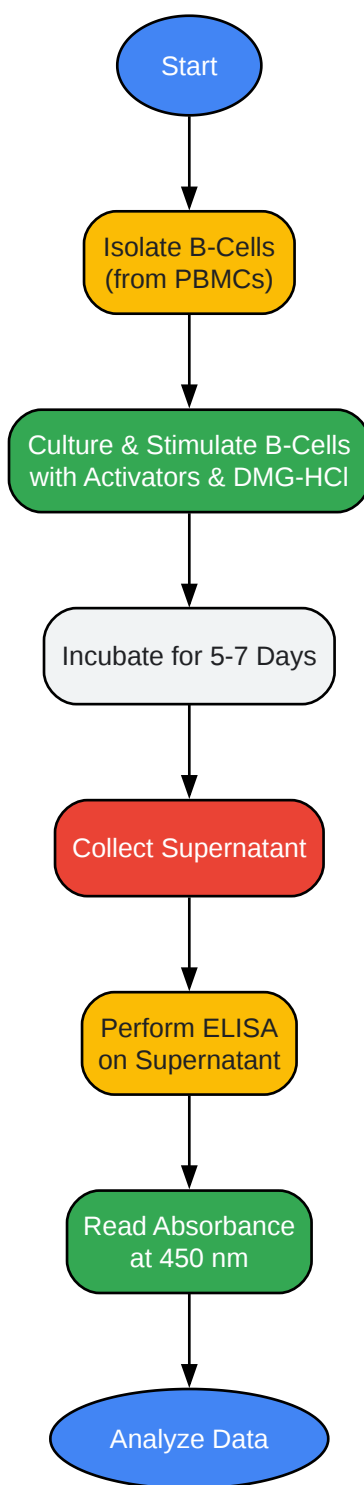 Start
Isolate B-Cells
(from PBMCs)
Culture & Stimulate B-Cells
with Activators & DMG-HCl
Incubate for 5-7 Days
Collect Supernatant
Perform ELISA
on Supernatant
Read Absorbance
at 450 nm
Analyze Data